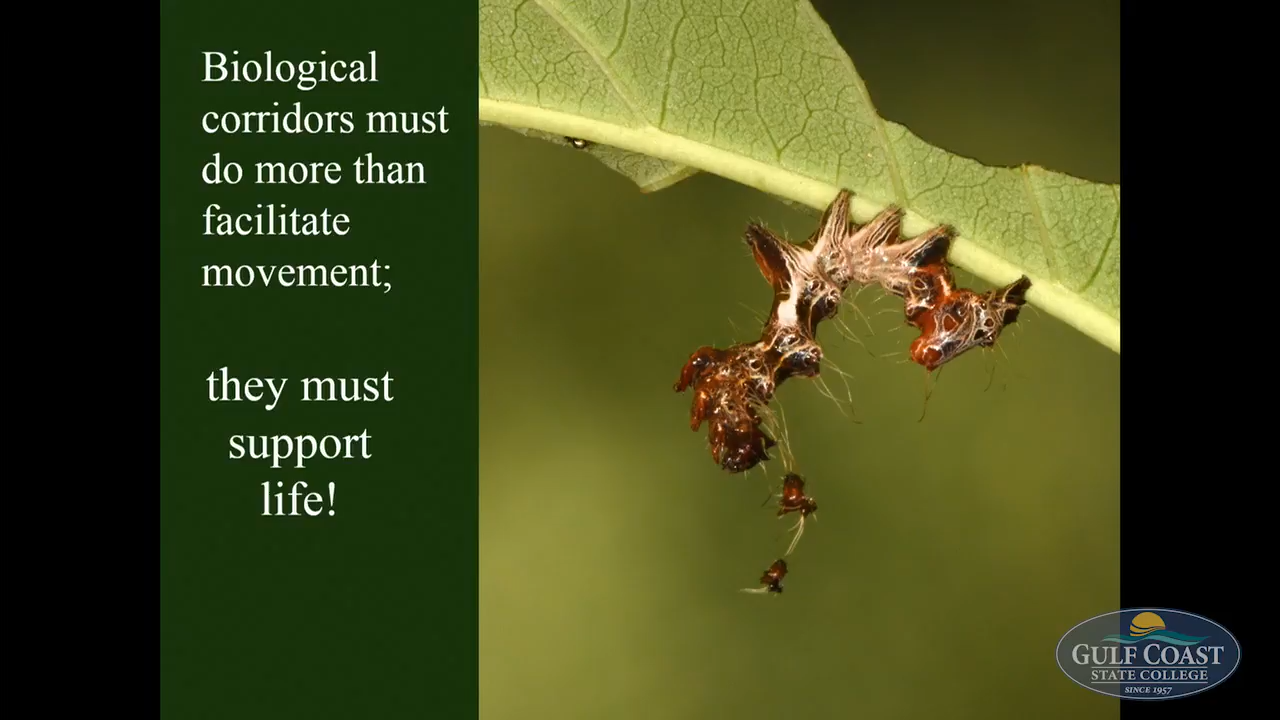 Biological
corridors must
do more than
facilitate
movement;
they must
support
life!
GULF COAST
STATE COLLEGE
SINCE 1957